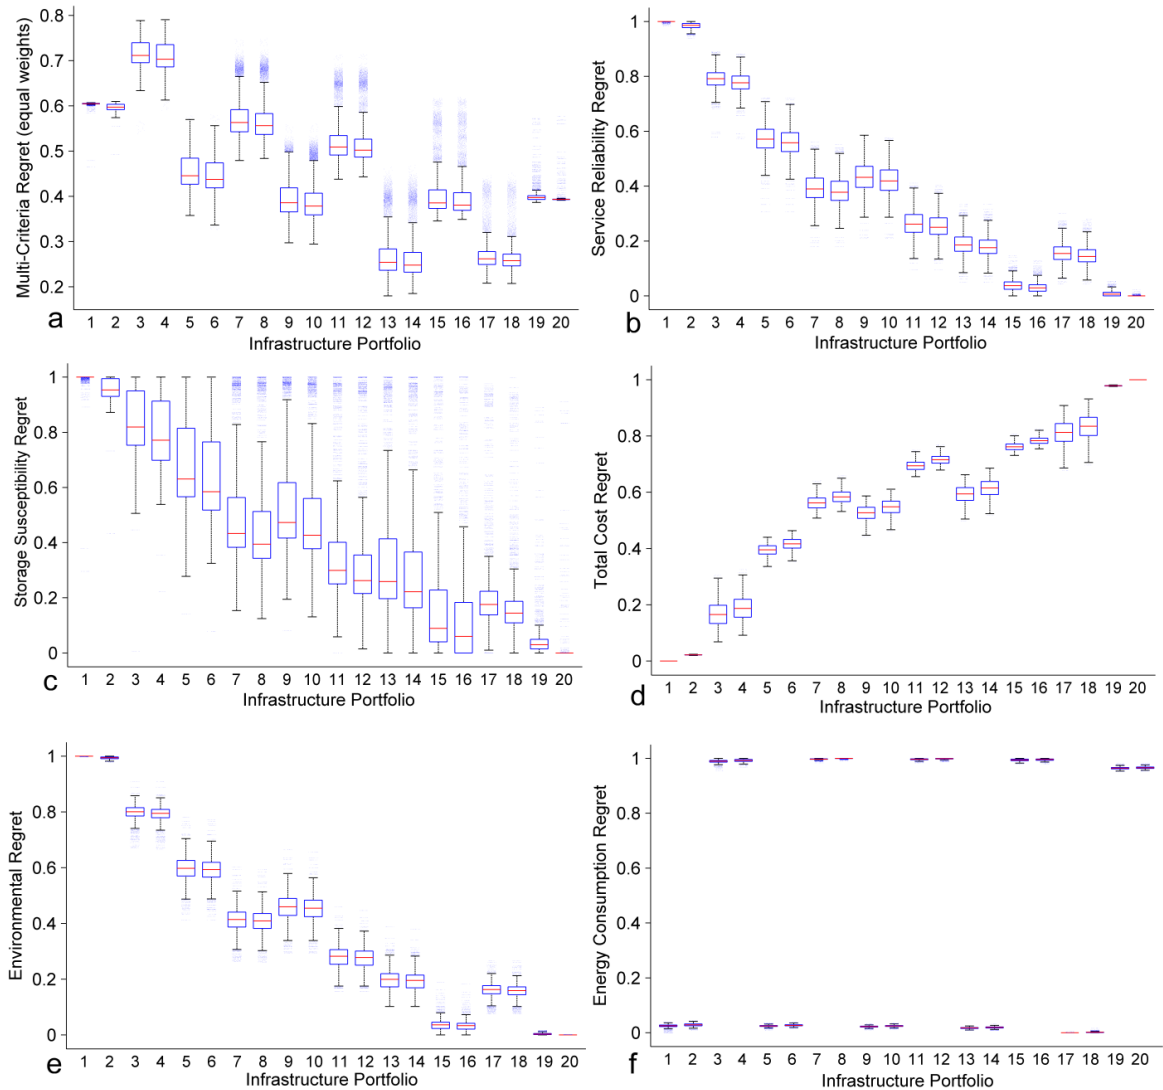 Multi-Criteria Regret (equal weights)
0.8
0.7
0.6
0.5
0.4
0.3
0.2
1 2 3 4 5 6 7 8 9 10 11 12 13 14 15 16 17 18 19 20
a
Infrastructure Portfolio
Service Reliability Regret
1
0.8
0.6
0.4
0.2
0
1 2 3 4 5 6 7 8 9 10 11 12 13 14 15 16 17 18 19 20
b
Infrastructure Portfolio
Storage Susceptibility Regret
1
0.8
0.6
0.4
0.2
0
1 2 3 4 5 6 7 8 9 10 11 12 13 14 15 16 17 18 19 20
c
Infrastructure Portfolio
Total Cost Regret
1
0.8
0.6
0.4
0.2
0
1 2 3 4 5 6 7 8 9 10 11 12 13 14 15 16 17 18 19 20
d
Infrastructure Portfolio
Environmental Regret
1
0.8
0.6
0.4
0.2
0
1 2 3 4 5 6 7 8 9 10 11 12 13 14 15 16 17 18 19 20
e
Infrastructure Portfolio
Energy Consumption Regret
1
0.8
0.6
0.4
0.2
0
1 2 3 4 5 6 7 8 9 10 11 12 13 14 15 16 17 18 19 20
f
Infrastructure Portfolio